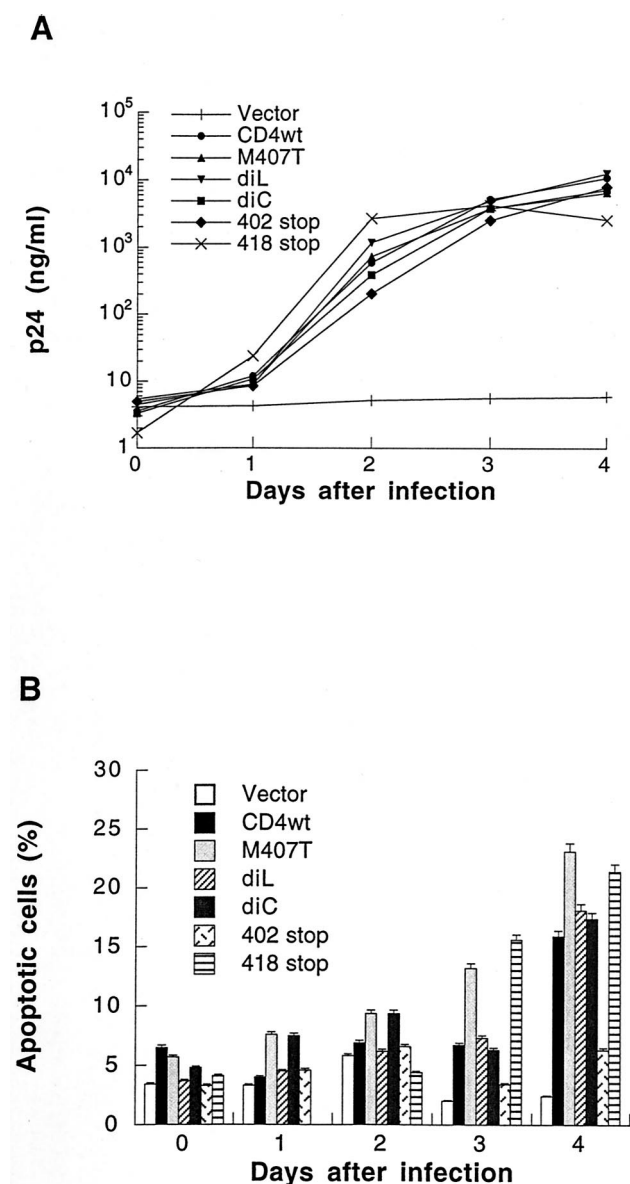 A
10^5
10^4
10^3
10^2
10
1
p24 (ng/ml)
Vector
CD4wt
M407T
diL
diC
402 stop
418 stop
0 1 2 3 4
Days after infection
B
30
25
20
15
10
5
0
Apoptotic cells (%)
Vector
CD4wt
M407T
diL
diC
402 stop
418 stop
0 1 2 3 4
Days after infection